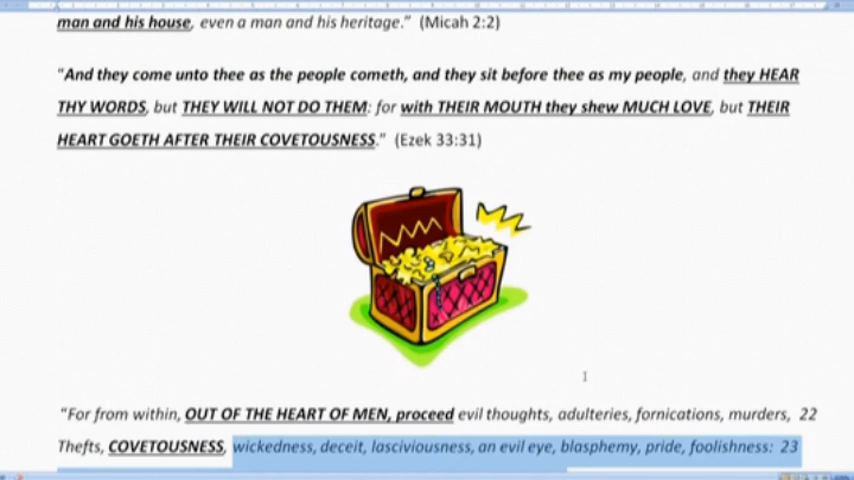 man and his house, even a man and his heritage.” (Micah 2:2)
“And they come unto thee as the people cometh, and they sit before thee as my people, and they HEAR
THY WORDS, but THEY WILL NOT DO THEM: for with THEIR MOUTH they shew MUCH LOVE, but THEIR
HEART GOETH AFTER THEIR COVETOUSNESS.” (Ezek 33:31)
“For from within, OUT OF THE HEART OF MEN, proceed evil thoughts, adulteries, fornications, murders, 22
Thefts, COVETOUSNESS, wickedness, deceit, lasciviousness, an evil eye, blasphemy, pride, foolishness: 23